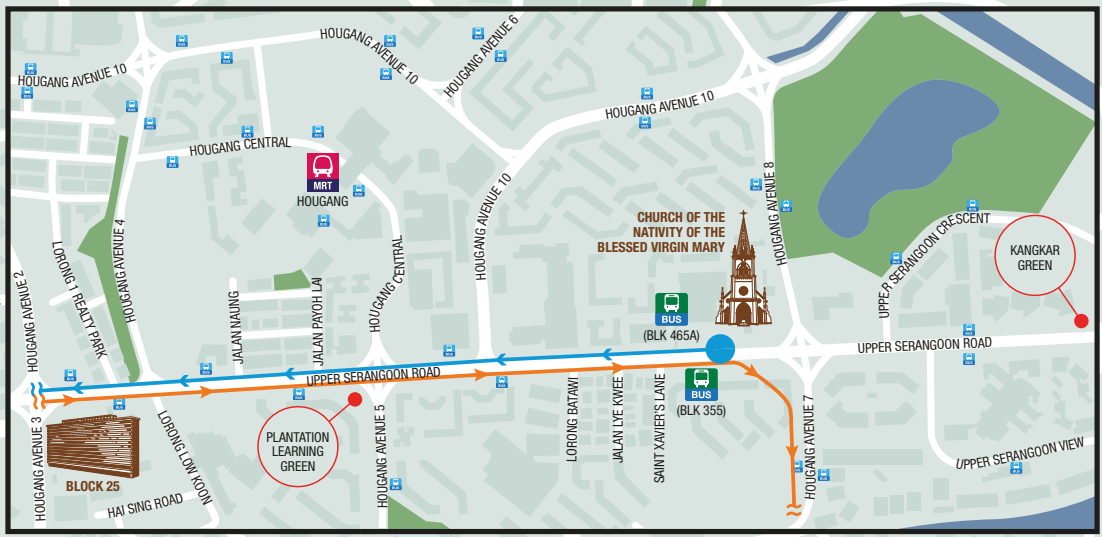 HOUGANG AVENUE 10
HOUGANG AVENUE 10
HOUGANG AVENUE 6
HOUGANG AVENUE 10
HOUGANG CENTRAL
MRT
HOUGANG
HOUGANG AVENUE 10
HOUGANG AVENUE 8
CHURCH OF THE
NATIVITY OF THE
BLESSED VIRGIN MARY
UPPER SERANGOON CRESCENT
KANGKAR
GREEN
HOUGANG AVENUE 2
LORONG 1 REALTY PARK
HOUGANG AVENUE 4
JALAN NAUNG
JALAN PAYOH LAI
HOUGANG CENTRAL
BUS
(BLK 465A)
UPPER SERANGOON ROAD
UPPER SERANGOON ROAD
BUS
(BLK 355)
HOUGANG AVENUE 3
BLOCK 25
LORONG LOW KOON
HAI SING ROAD
PLANTATION
LEARNING
GREEN
HOUGANG AVENUE 5
LORONG BATAWI
JALAN LYE KWEE
SAINT XAVIER'S LANE
HOUGANG AVENUE 7
UPPER SERANGOON VIEW